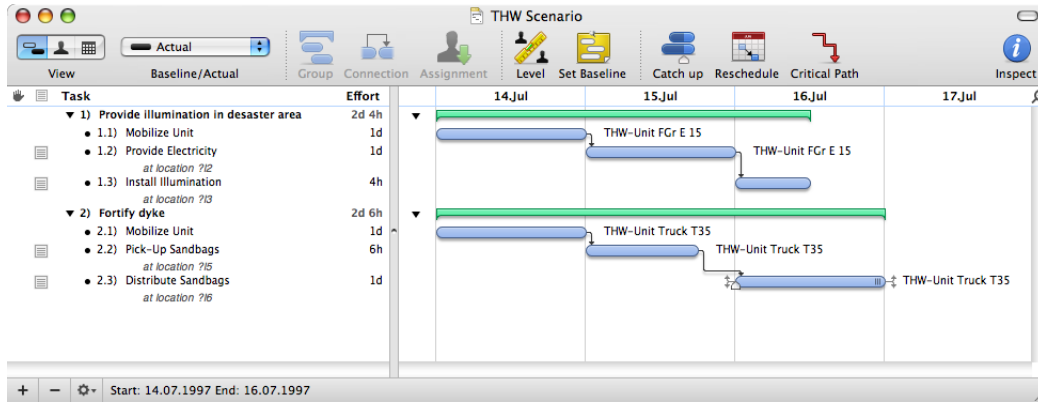 THW Scenario
Actual
View Baseline/Actual Group Connection Assignment Level Set Baseline Catch up Reschedule Critical Path Inspect
Task Effort 14.Jul 15.Jul 16.Jul 17.Jul
1) Provide illumination in desaster area 2d 4h
1.1) Mobilize Unit 1d THW-Unit FGr E 15
1.2) Provide Electricity 1d THW-Unit FGr E 15
at location ?l2
1.3) Install Illumination 4h
at location ?l3
2) Fortify dyke 2d 6h
2.1) Mobilize Unit 1d THW-Unit Truck T35
2.2) Pick-Up Sandbags 6h THW-Unit Truck T35
at location ?l5
2.3) Distribute Sandbags 1d THW-Unit Truck T35
at location ?l6
Start: 14.07.1997 End: 16.07.1997